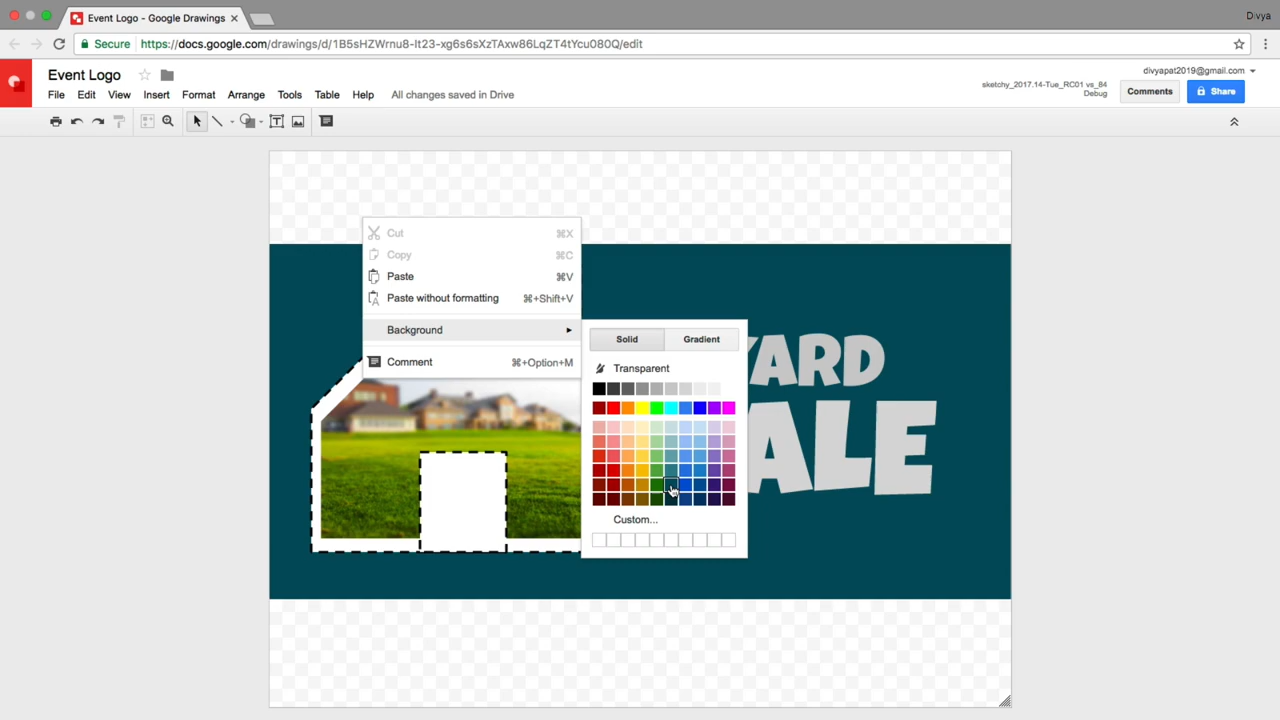 Event Logo - Google Drawings
Divya
Secure https://docs.google.com/drawings/d/1B5sHZWrnu8-It23-xg6s6sXzTAxw86LqZT4tYcu080Q/edit
Event Logo
divyapat2019@gmail.com
File Edit View Insert Format Arrange Tools Table Help All changes saved in Drive
sketchy_2017.14-Tue_RC01 vs_84
Debug
Comments
Share
Cut ⌘X
Copy ⌘C
Paste ⌘V
Paste without formatting ⌘+Shift+V
Background
Comment ⌘+Option+M
Solid Gradient
Transparent
Custom...
YARD
ALE